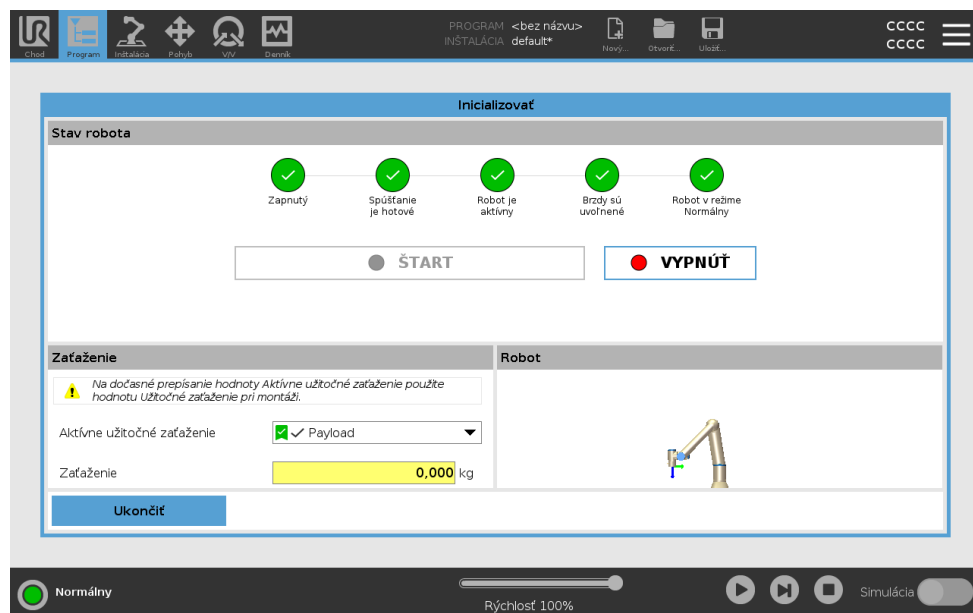 PROGRAM <bez názvu>
INŠTALÁCIA default*
CCCC
CCCC
Chod
Program
Inštalácia
Pohyb
V/V
Denník
Nový...
Otvoriť...
Uložiť...
Inicializovať
Stav robota
Zapnutý
Spúšťanie
je hotové
Robot je
aktívny
Brzdy sú
uvoľnené
Robot v režime
Normálny
ŠTART
VYPNÚŤ
Zaťaženie
Na dočasné prepísanie hodnoty Aktívne užitočné zaťaženie použite
hodnotu Užitočné zaťaženie pri montáži.
Aktívne užitočné zaťaženie
Payload
Zaťaženie
0,000 kg
Robot
Ukončiť
Normálny
Rýchlosť 100%
Simulácia